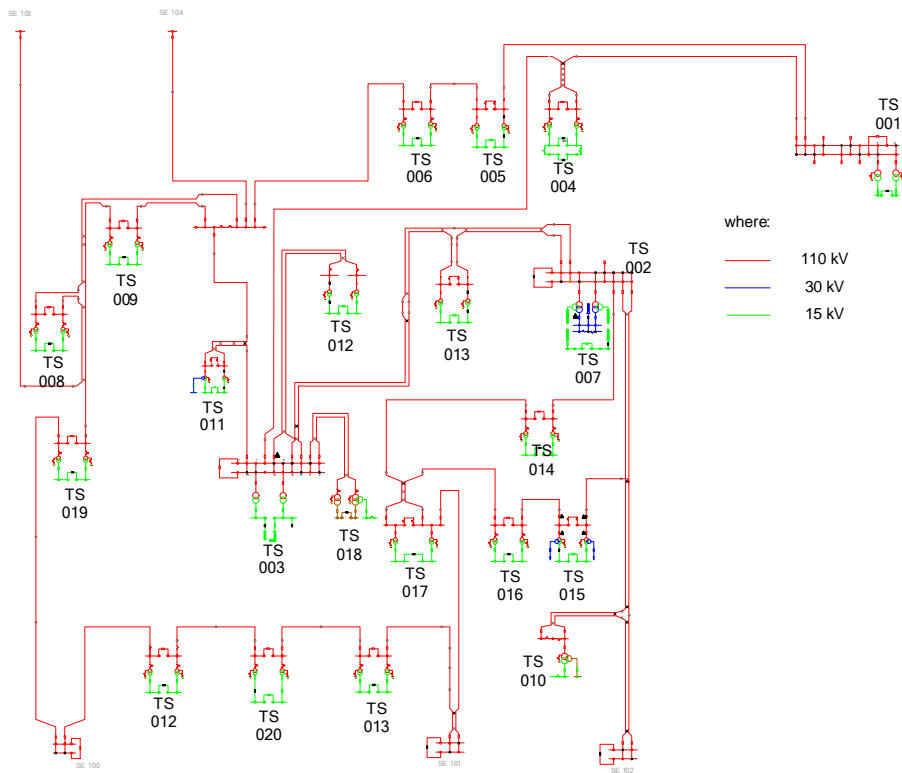 SE 103
SE 104
TS
001
TS
006
TS
005
TS
004
where:
110 kV
30 kV
15 kV
TS
002
TS
009
TS
012
TS
013
TS
007
TS
008
TS
011
TS
014
TS
019
TS
003
TS
018
TS
017
TS
016
TS
015
TS
010
TS
012
TS
020
TS
013
SE 100
SE 101
SE 102